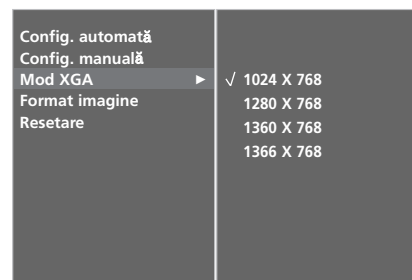 Config. automată
Config. manuală
Mod XGA ►
Format imagine
Resetare
√ 1024 X 768
1280 X 768
1360 X 768
1366 X 768